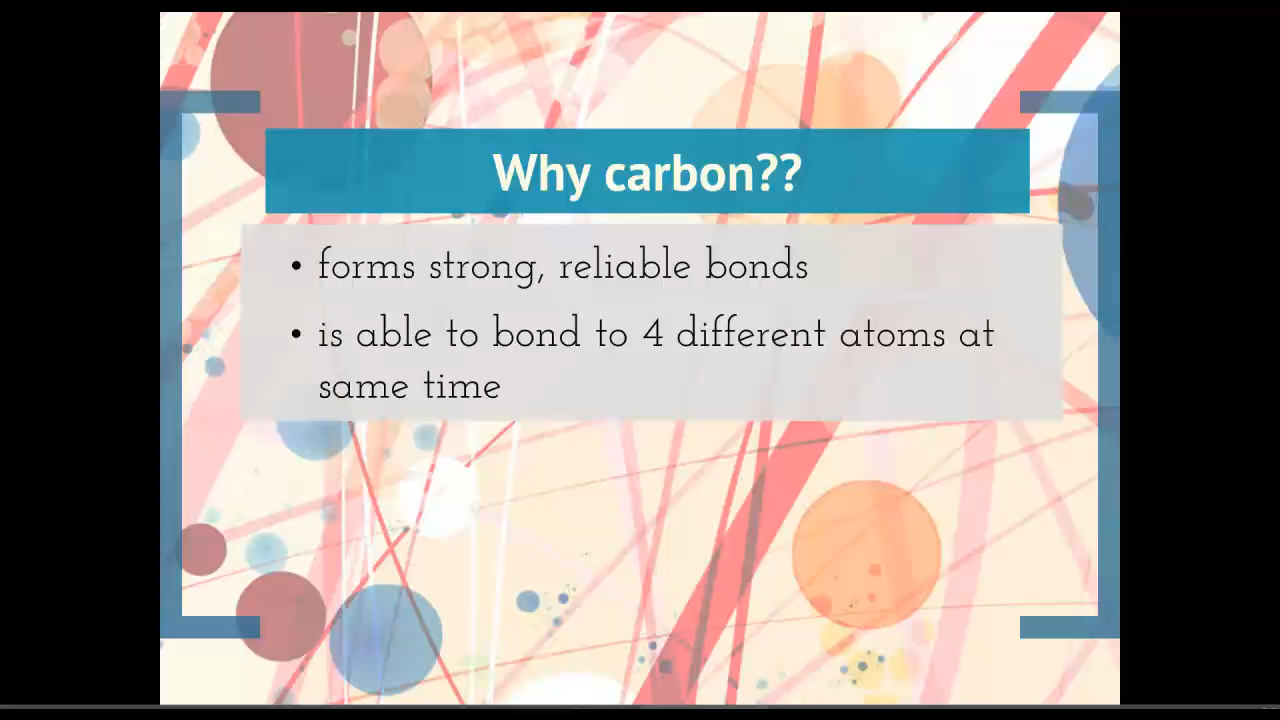 Why carbon??
• forms strong, reliable bonds
• is able to bond to 4 different atoms at
same time